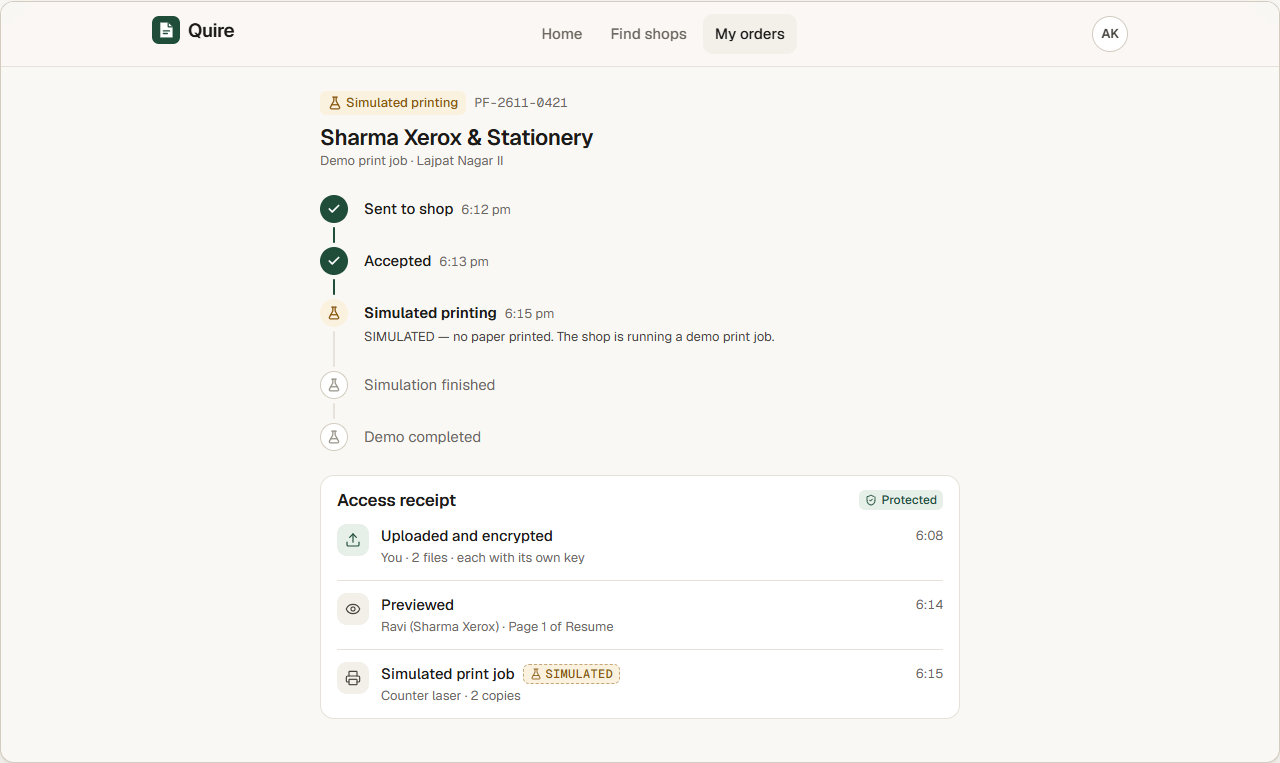 Quire
Home
Find shops
My orders
AK
Simulated printing PF-2611-0421
Sharma Xerox & Stationery
Demo print job · Lajpat Nagar II
Sent to shop 6:12 pm
Accepted 6:13 pm
Simulated printing 6:15 pm
SIMULATED — no paper printed. The shop is running a demo print job.
Simulation finished
Demo completed
Access receipt
Protected
Uploaded and encrypted 6:08
You · 2 files · each with its own key
Previewed 6:14
Ravi (Sharma Xerox) · Page 1 of Resume
Simulated print job SIMULATED 6:15
Counter laser · 2 copies